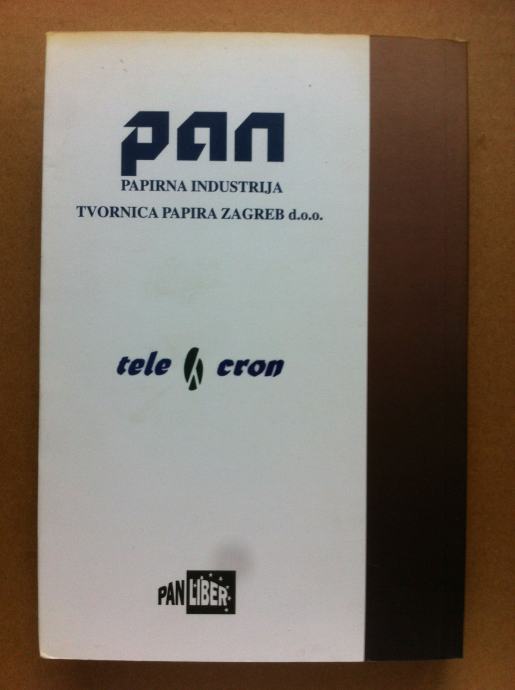 pan
PAPIRNA INDUSTRIJA
TVORNICA PAPIRA ZAGREB d.o.o.
tele cron
PAN LIBER